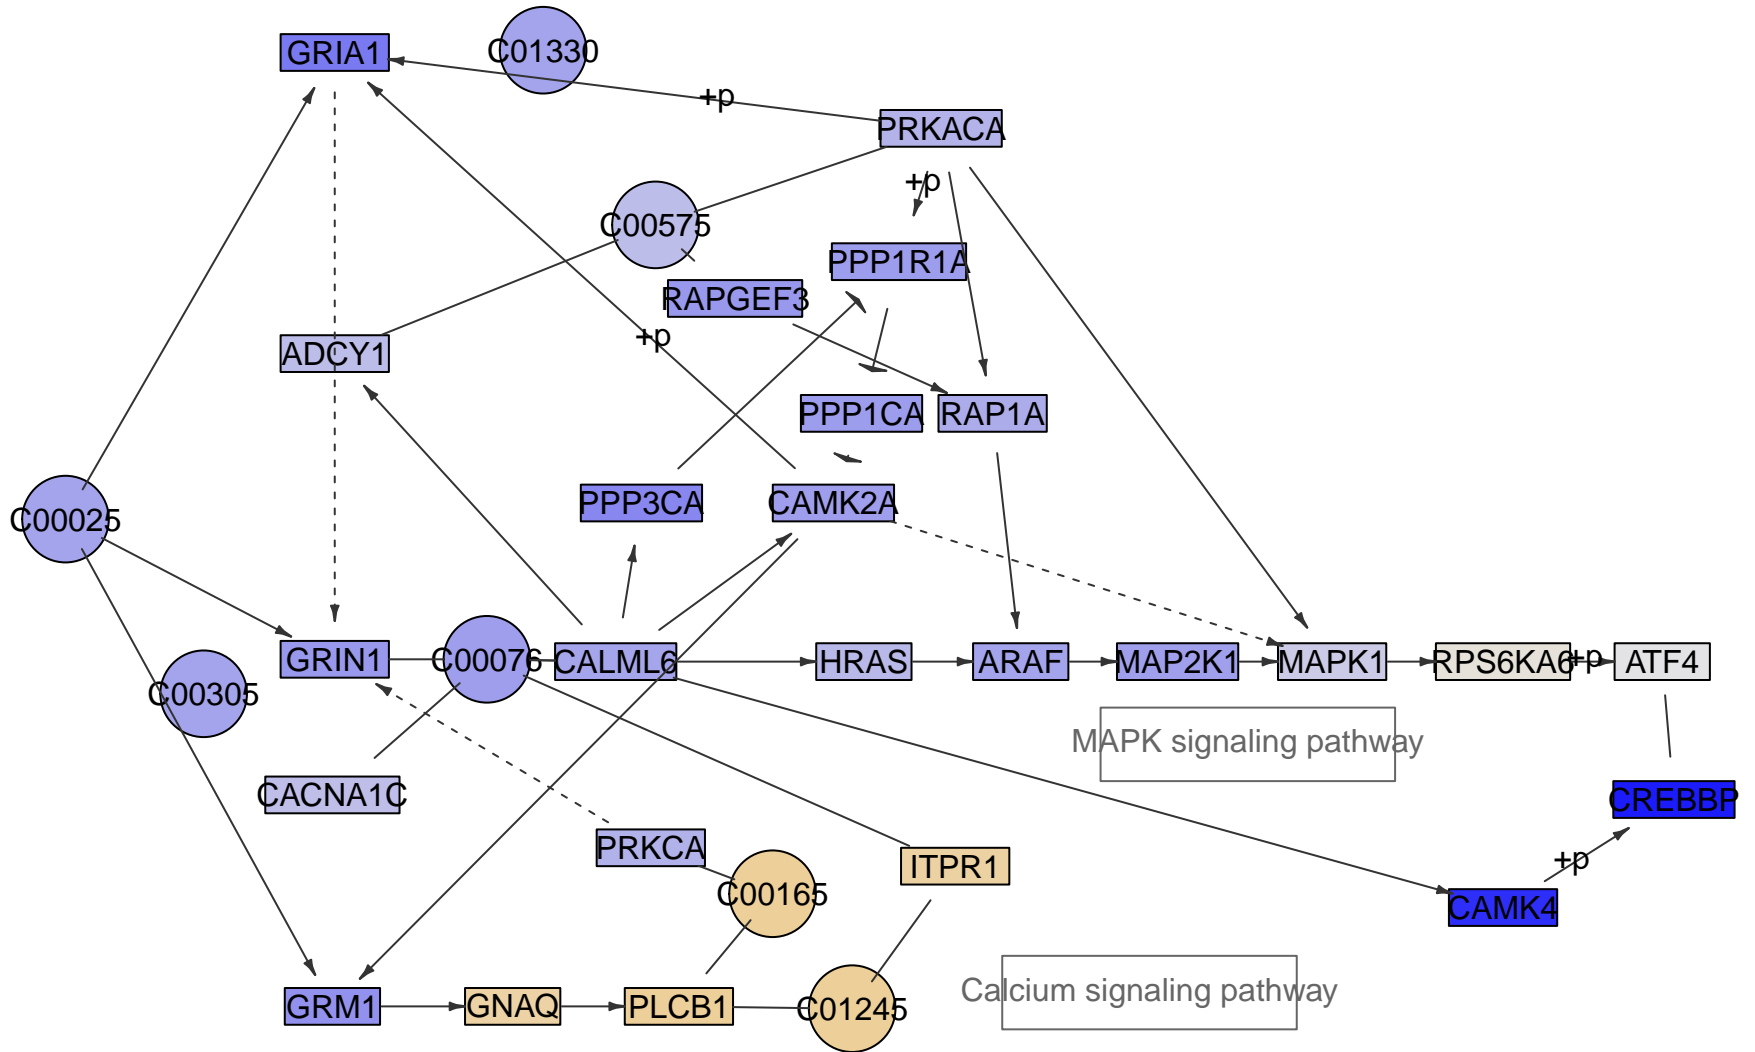 GRIA1
C01330
+p
PRKACA
+p
C00575
PPP1R1A
RAPGEF3
+p
ADCY1
PPP1CA
RAP1A
PPP3CA
CAMK2A
C00025
GRIN1
C00076
CALML6
HRAS
ARAF
MAP2K1
MAPK1
RPS6KA6
+p
ATF4
C00305
MAPK signaling pathway
CACNA1C
CREBBP
PRKCA
ITPR1
+p
C00165
CAMK4
Calcium signaling pathway
GRM1
GNAQ
PLCB1
C01245